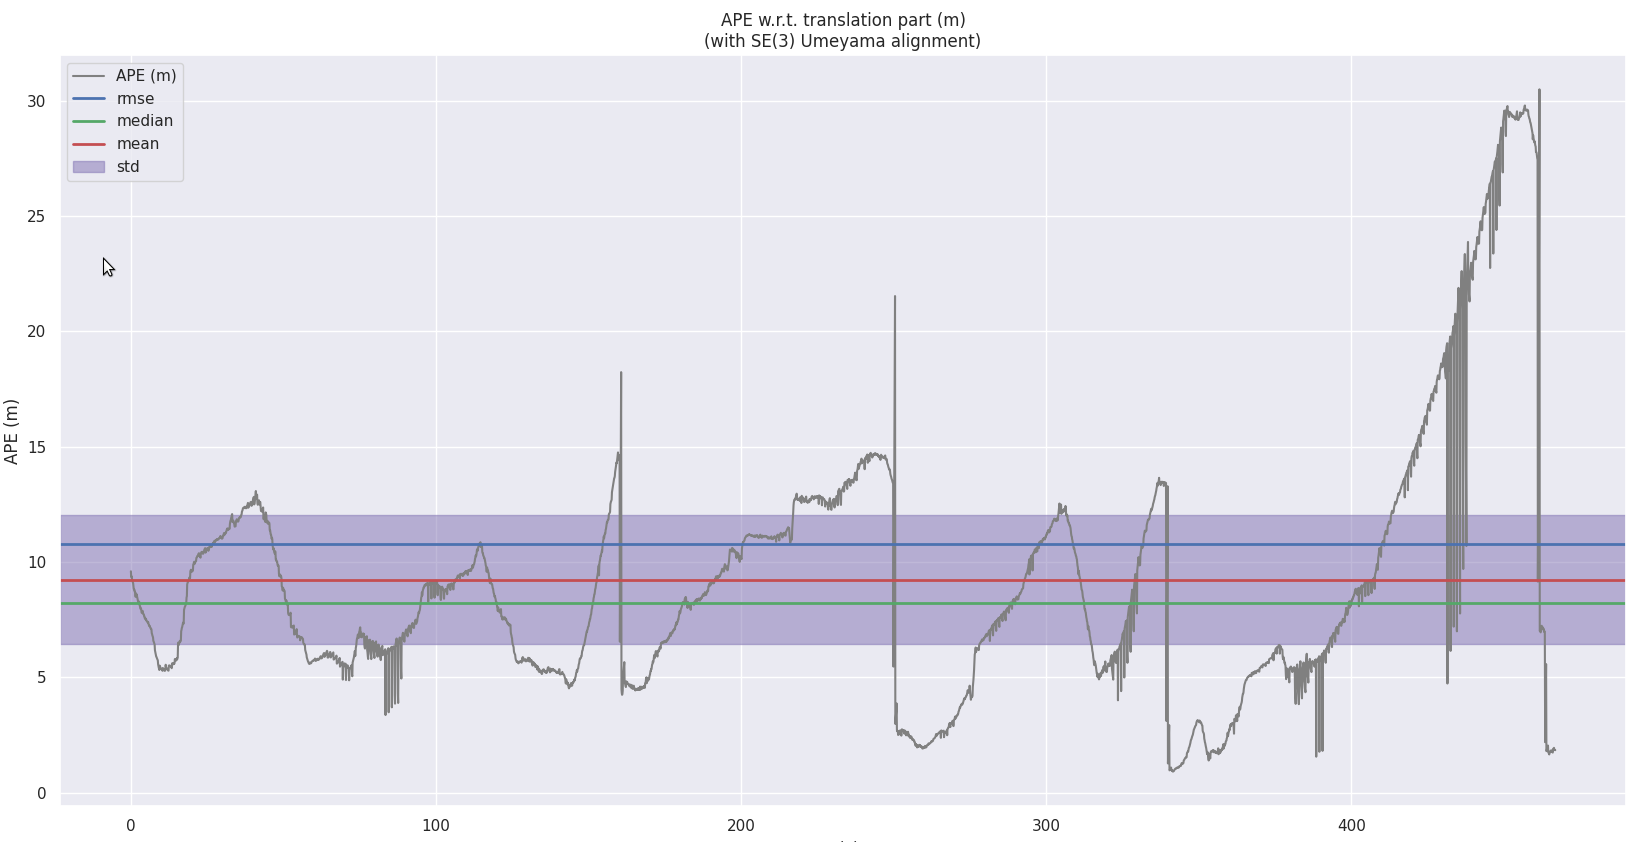 APE w.r.t. translation part (m)
(with SE(3) Umeyama alignment)
APE (m)
rmse
median
mean
std
APE (m)
30
25
20
15
10
5
0
0 100 200 300 400